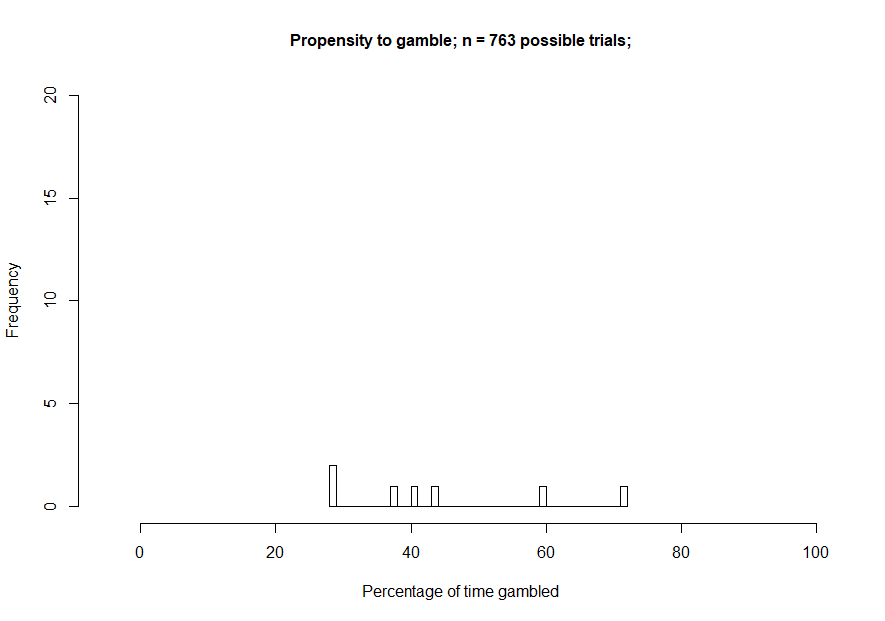 Propensity to gamble; n = 763 possible trials;
20
15
10
5
0
Frequency
0 20 40 60 80 100
Percentage of time gambled